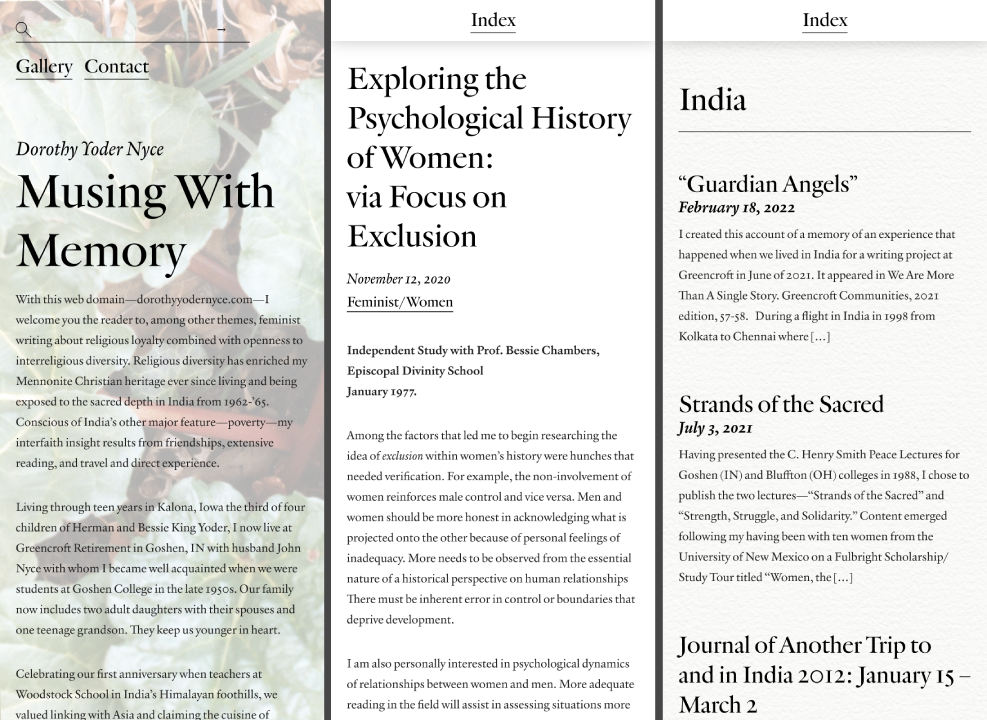 →
Gallery Contact
Dorothy Yoder Nyce
Musing With
Memory
With this web domain—dorothyyodernyce.com—I
welcome you the reader to, among other themes, feminist
writing about religious loyalty combined with openness to
interreligious diversity. Religious diversity has enriched my
Mennonite Christian heritage ever since living and being
exposed to the sacred depth in India from 1962-’65.
Conscious of India’s other major feature—poverty—my
interfaith insight results from friendships, extensive
reading, and travel and direct experience.
Living through teen years in Kalona, Iowa the third of four
children of Herman and Bessie King Yoder, I now live at
Greencroft Retirement in Goshen, IN with husband John
Nyce with whom I became well acquainted when we were
students at Goshen College in the late 1950s. Our family
now includes two adult daughters with their spouses and
one teenage grandson. They keep us younger in heart.
Celebrating our first anniversary when teachers at
Woodstock School in India’s Himalayan foothills, we
valued linking with Asia and claiming the cuisine of
Index
Exploring the
Psychological History
of Women:
via Focus on
Exclusion
November 12, 2020
Feminist/Women
Independent Study with Prof. Bessie Chambers,
Episcopal Divinity School
January 1977.
Among the factors that led me to begin researching the
idea of exclusion within women’s history were hunches that
needed verification. For example, the non-involvement of
women reinforces male control and vice versa. Men and
women should be more honest in acknowledging what is
projected onto the other because of personal feelings of
inadequacy. More needs to be observed from the essential
nature of a historical perspective on human relationships
There must be inherent error in control or boundaries that
deprive development.
I am also personally interested in psychological dynamics
of relationships between women and men. More adequate
reading in the field will assist in assessing situations more
Index
India
“Guardian Angels”
February 18, 2022
I created this account of a memory of an experience that
happened when we lived in India for a writing project at
Greencroft in June of 2021. It appeared in We Are More
Than A Single Story. Greencroft Communities, 2021
edition, 57-58. During a flight in India in 1998 from
Kolkata to Chennai where […]
Strands of the Sacred
July 3, 2021
Having presented the C. Henry Smith Peace Lectures for
Goshen (IN) and Bluffton (OH) colleges in 1988, I chose to
publish the two lectures—“Strands of the Sacred” and
“Strength, Struggle, and Solidarity.” Content emerged
following my having been with ten women from the
University of New Mexico on a Fulbright Scholarship/
Study Tour titled “Women, the […]
Journal of Another Trip to
and in India 2012: January 15 –
March 2